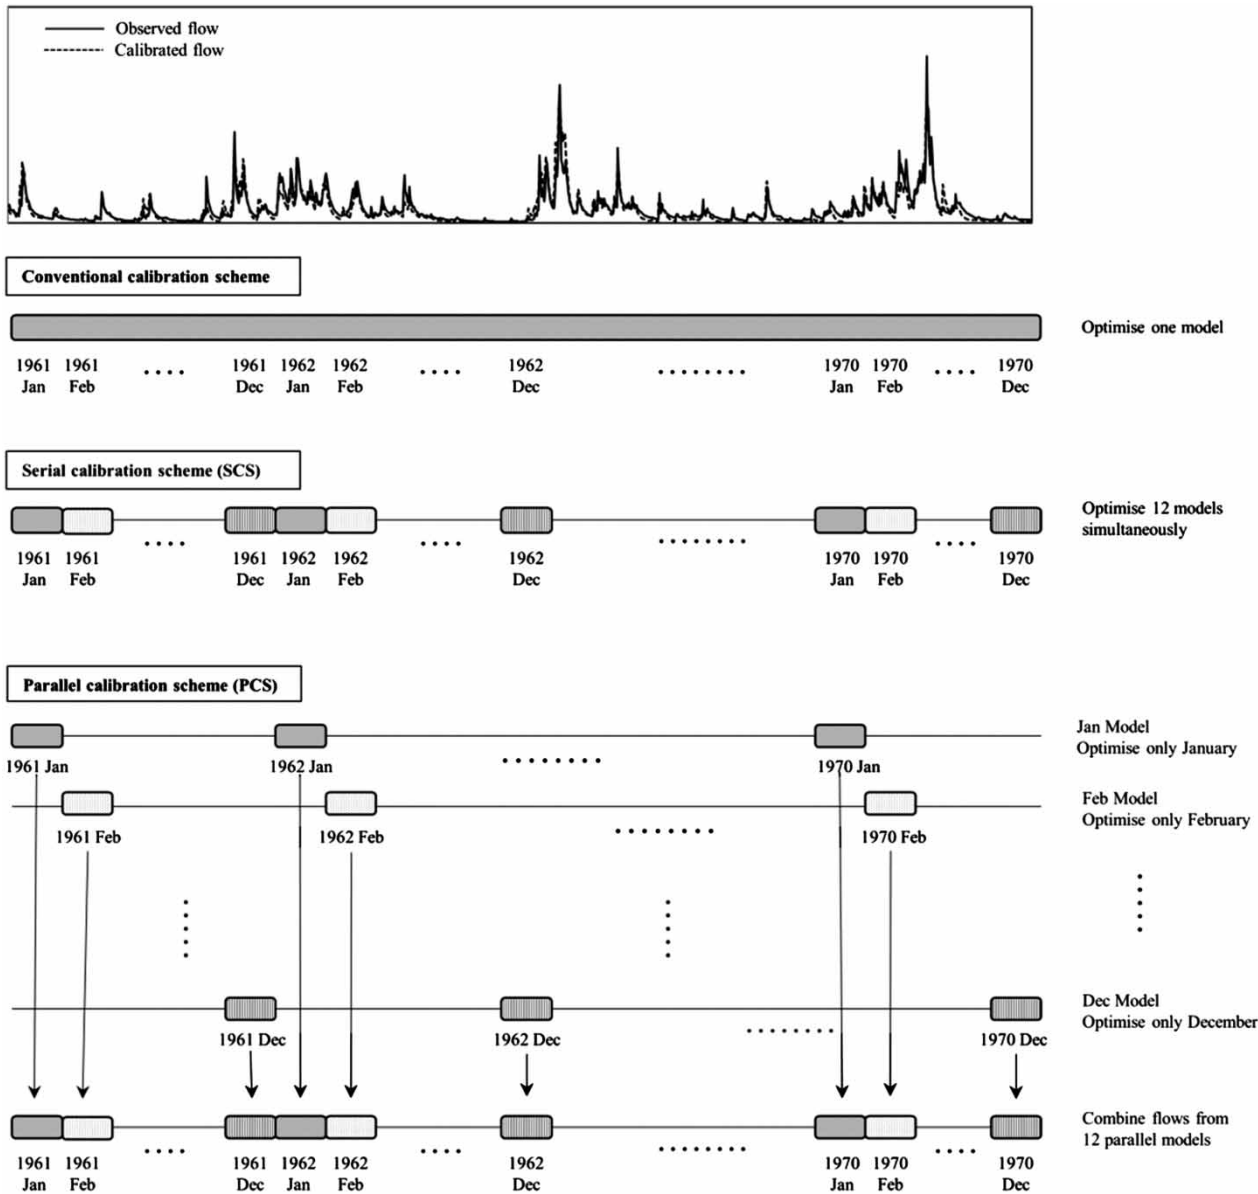 Observed flow
Calibrated flow
Conventional calibration scheme
Optimise one model
1961 1961 .... 1961 1962 1962 .... 1962 ........ 1970 1970 .... 1970
Jan Feb Dec Jan Feb Dec Jan Feb Dec
Serial calibration scheme (SCS)
Optimise 12 models
simultaneously
.... .... ........ ....
1961 1961 1961 1962 1962 1962 1970 1970 1970
Jan Feb Dec Jan Feb Dec Jan Feb Dec
Parallel calibration scheme (PCS)
Jan Model
Optimise only January
1961 Jan 1962 Jan ........ 1970 Jan
Feb Model
Optimise only February
1961 Feb 1962 Feb ........ 1970 Feb
Dec Model
Optimise only December
1961 Dec 1962 Dec ........ 1970 Dec
Combine flows from
12 parallel models
.... .... ........ ....
1961 1961 1961 1962 1962 1962 1970 1970 1970
Jan Feb Dec Jan Feb Dec Jan Feb Dec